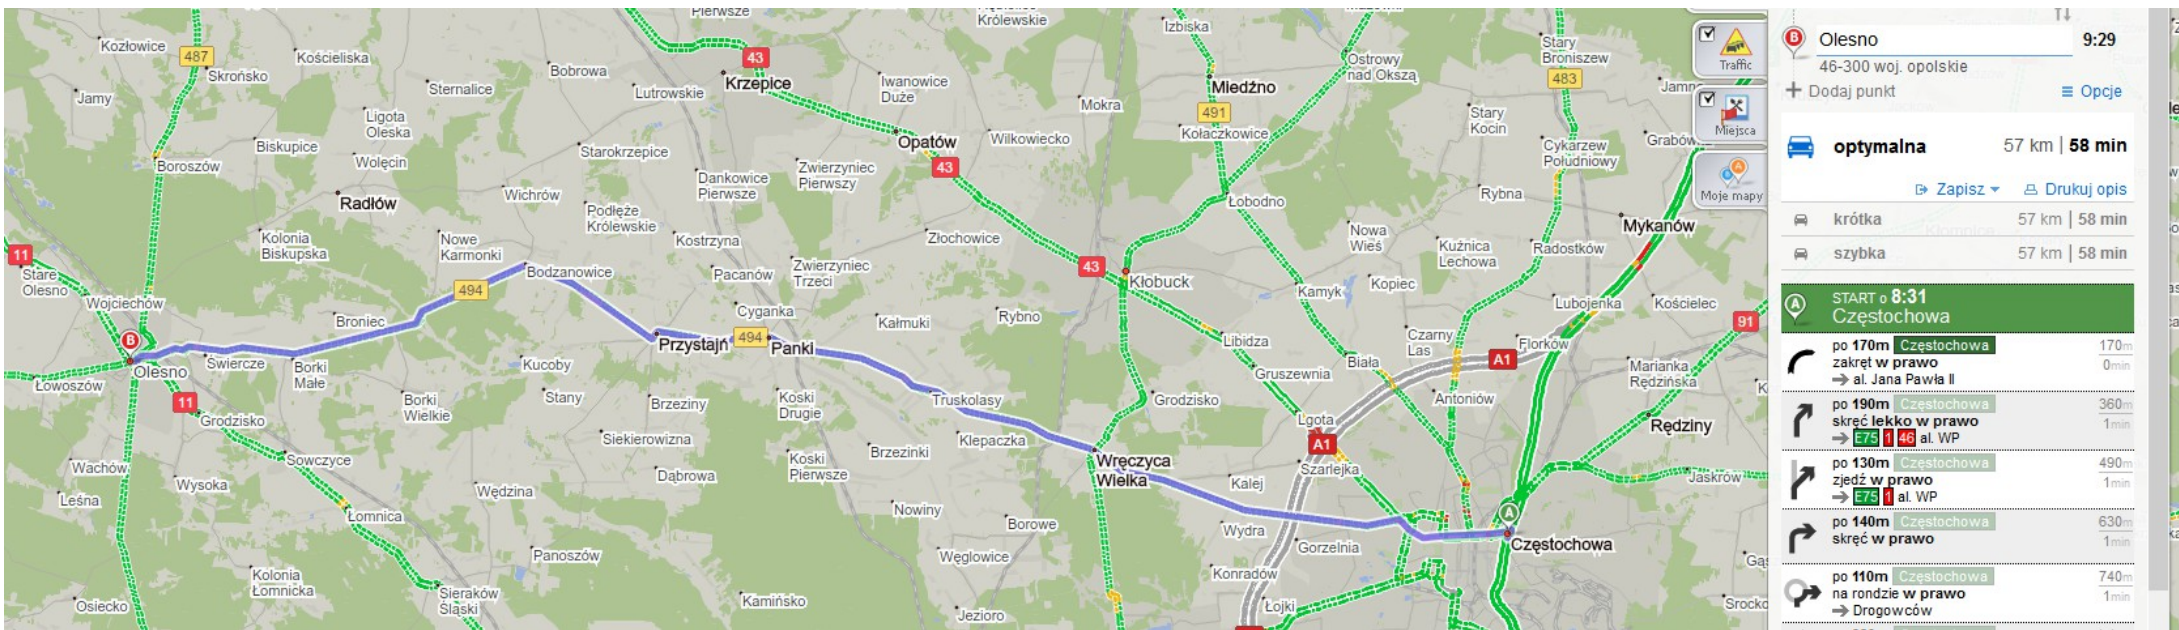 Pierwsze
Królewskie
Izbiska
Kozłowice
487
Kościeliska
43
Stary
Broniszew
Skrońsko
Bobrowa
Krzepice
Iwanowice
Duże
Ostrowy
nad Okszą
483
Jamy
Sternalice
Lutrowskie
Miedźno
Mokra
491
Ligota
Oleska
Stary
Kocin
Kołaczkowice
Biskupice
Opatów
Wilkowiecko
Wolęcin
Starokrzepice
43
Cykarzew
Południowy
Boroszów
Dankowice
Pierwsze
Zwierzyniec
Pierwszy
Radłów
Wichrów
Rybna
Łobodno
Podłęże
Królewskie
Mykanów
Kolonia
Biskupska
Nowe
Karmonki
Kostrzyna
Złochowice
Nowa
Wieś
Kuźnica
Lechowa
Radostków
11
Stare
Olesno
Bodzanowice
Pacanów
Zwierzyniec
Trzeci
43
Kłobuck
Kamyk
Kopiec
494
Wojciechów
Cyganka
Lubojenka
Kościelec
Broniec
Kałmuki
Rybno
91
Przystajń
494
Panki
Libidza
Czarny
Las
Florków
B
Olesno
Świercze
Borki
Małe
Kucoby
Biała
A1
Marianka
Rędzińska
Łowoszów
Gruszewnia
11
Borki
Wielkie
Stany
Brzeziny
Koski
Drugie
Truskolasy
Grodzisko
Antoniów
Grodzisko
Lgota
Rędziny
Siekierowizna
Klepaczka
A1
Brzezinki
Wachów
Sowczyce
Koski
Pierwsze
Wręczyca
Wielka
Szarlejka
Dąbrowa
Wysoka
Kalej
Jaskrów
Leśna
Wędzina
Nowiny
Łomnica
Borowe
Wydra
A
Częstochowa
Panoszów
Węglowice
Gorzelnia
Kolonia
Łomnicka
Konradów
Osiecko
Sieraków
Śląski
Kamińsko
Jezioro
Łojki
Traffic
Miejsca
Moje mapy
B
Olesno
9:29
46-300 woj. opolskie
Dodaj punkt
Opcje
optymalna
57 km | 58 min
Zapisz
Drukuj opis
krótka
57 km | 58 min
szybka
57 km | 58 min
A
START o 8:31
Częstochowa
po 170m Częstochowa
170m
zakręt w prawo
0min
al. Jana Pawła II
po 190m Częstochowa
360m
skręć lekko w prawo
1min
E75 1 46 al. WP
po 130m Częstochowa
490m
zjedź w prawo
1min
E75 1 al. WP
po 140m Częstochowa
630m
skręć w prawo
1min
po 110m Częstochowa
740m
na rondzie w prawo
1min
Drogowców